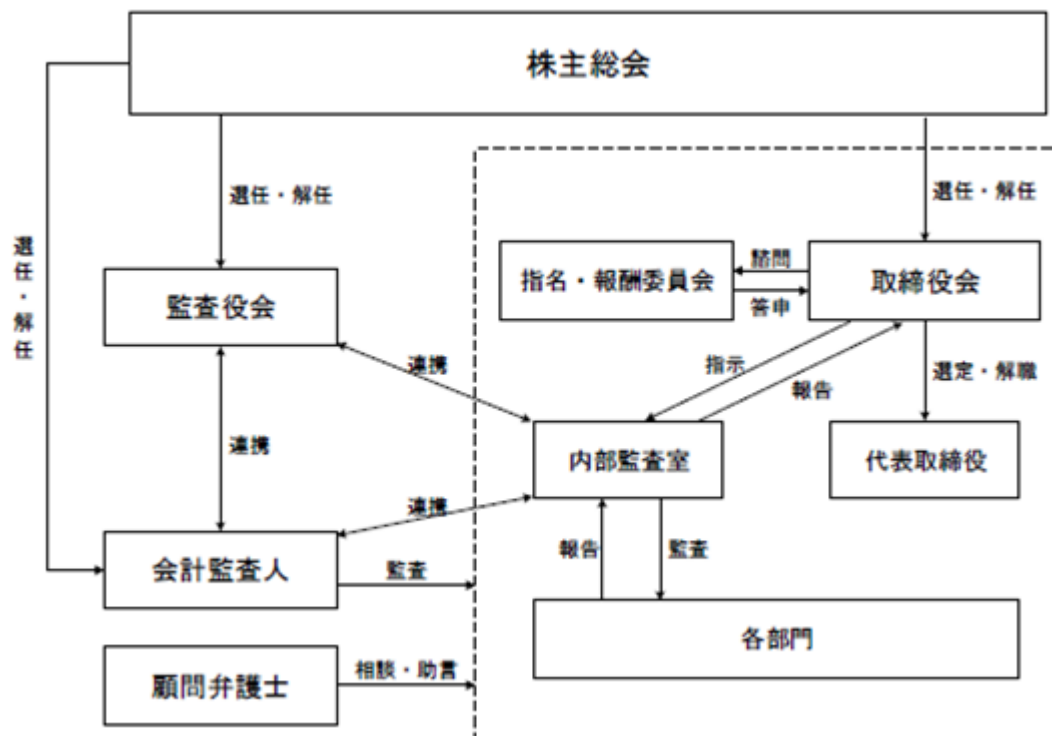 株主総会
選任・解任
選任・解任
選任・解任
指名・報酬委員会
諮問
答申
取締役会
監査役会
連携
指示
報告
選定・解職
連携
内部監査室
代表取締役
連携
会計監査人
監査
報告
監査
各部門
顧問弁護士
相談・助言